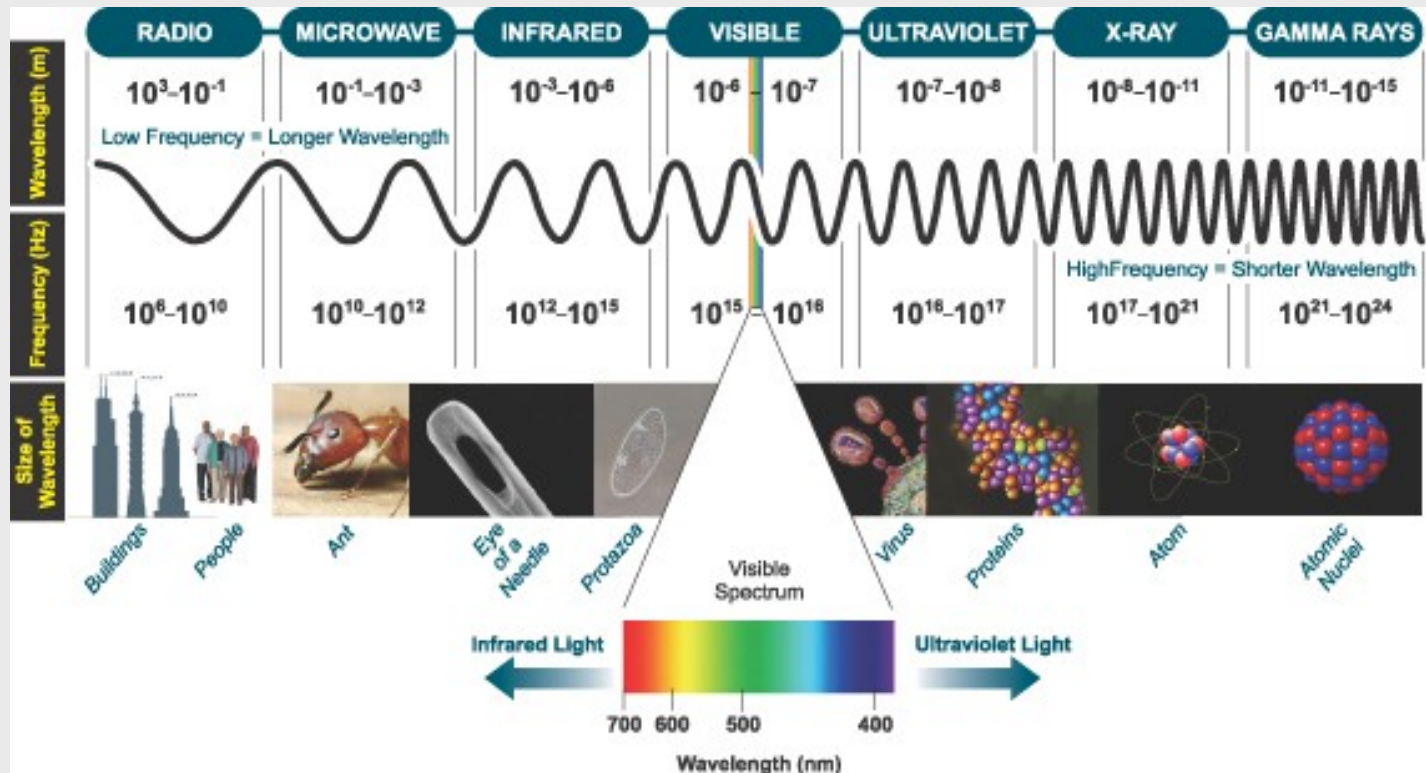 RADIO
MICROWAVE
INFRARED
VISIBLE
ULTRAVIOLET
X-RAY
GAMMA RAYS
Wavelength (m)
10³–10⁻¹
10⁻¹–10⁻³
10⁻³–10⁻⁶
10⁻⁶ – 10⁻⁷
10⁻⁷–10⁻⁸
10⁻⁸–10⁻¹¹
10⁻¹¹–10⁻¹⁵
Low Frequency = Longer Wavelength
HighFrequency = Shorter Wavelength
Frequency (Hz)
10⁶–10¹⁰
10¹⁰–10¹²
10¹²–10¹⁵
10¹⁵ – 10¹⁶
10¹⁶–10¹⁷
10¹⁷–10²¹
10²¹–10²⁴
Size of
Wavelength
Buildings
People
Ant
Eye
of a
Needle
Protazoa
Virus
Proteins
Atom
Atomic
Nuclei
Visible
Spectrum
Infrared Light
Ultraviolet Light
700 600 500 400
Wavelength (nm)